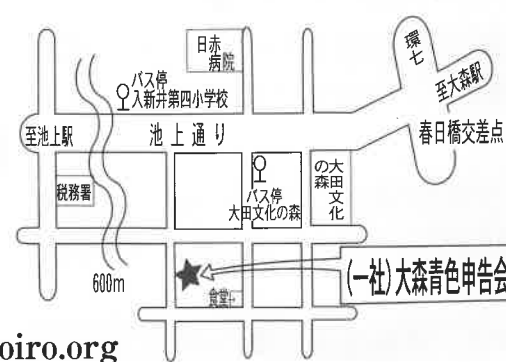 日赤
病院
環七
至大森駅
バス停
入新井第四小学校
至池上駅
池上通り
春日橋交差点
税務署
バス停
大田文化の森
大田文化
の森
600m
(一社)大森青色申告会
食堂
oiro.org